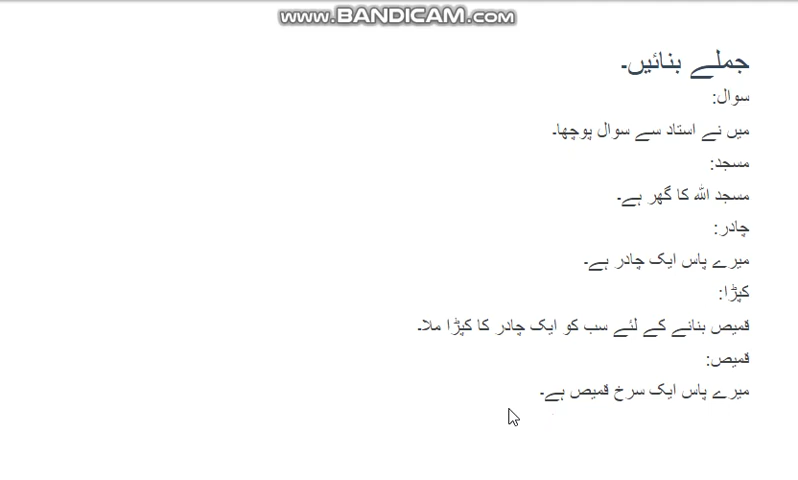 www.BANDICAM.com
جملے بنائیں۔
سوال:
میں نے استاد سے سوال پوچھا۔
مسجد:
مسجد اللہ کا گھر ہے۔
چادر:
میرے پاس ایک چادر ہے۔
کپڑا:
قمیص بنانے کے لئے سب کو ایک چادر کا کپڑا ملا۔
قمیص:
میرے پاس ایک سرخ قمیص ہے۔